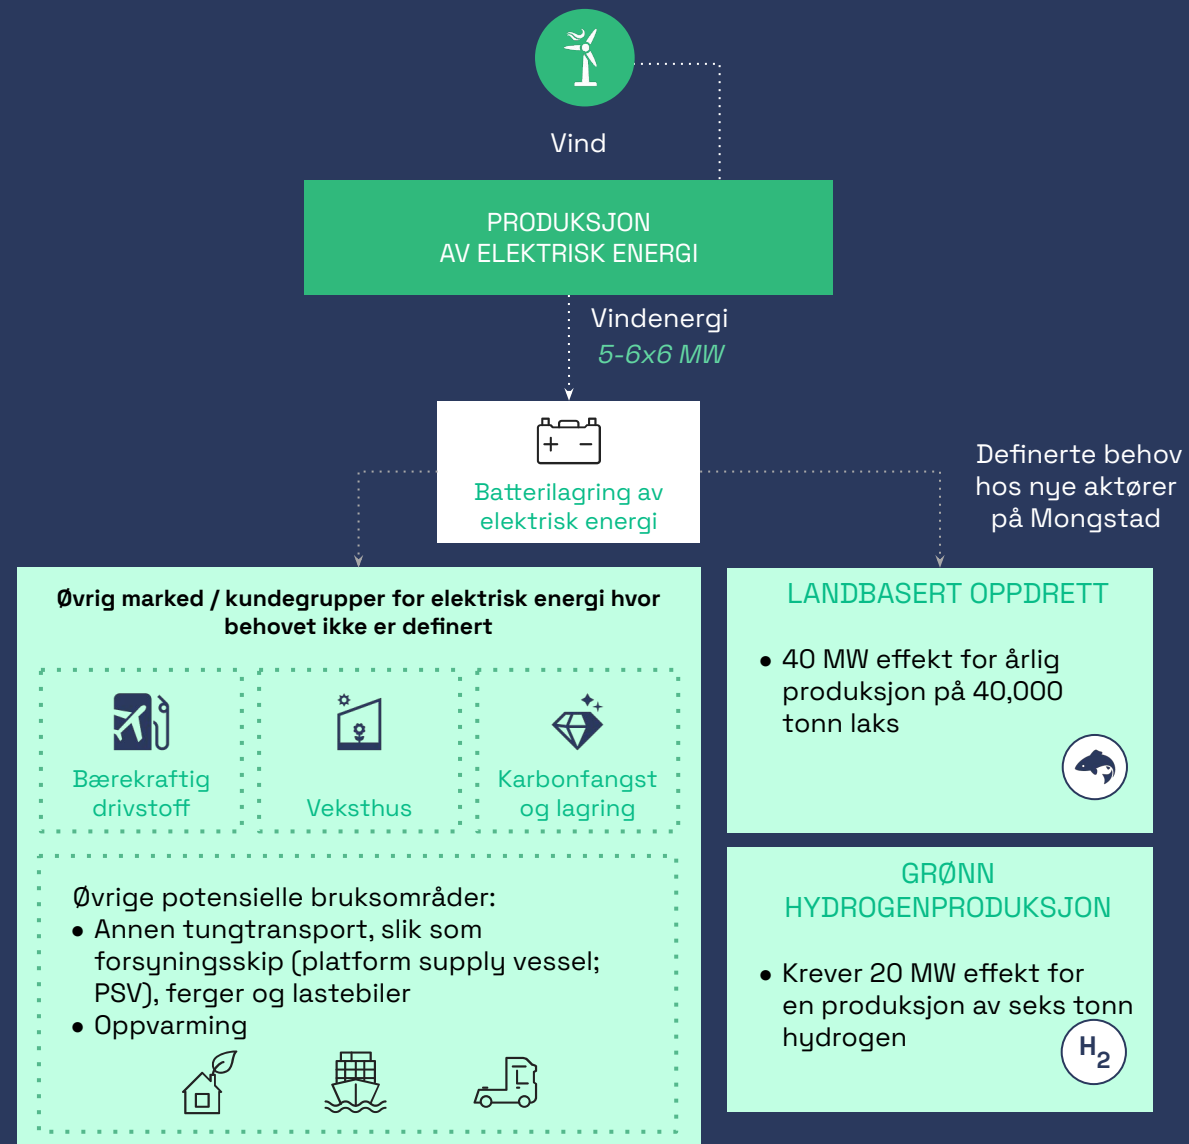 Vind
PRODUKSJON
AV ELEKTRISK ENERGI
Vindenergi
5-6x6 MW
Batterilagring av
elektrisk energi
Definerte behov
hos nye aktører
på Mongstad
Øvrig marked / kundegrupper for elektrisk energi hvor
behovet ikke er definert
Bærekraftig
drivstoff
Veksthus
Karbonfangst
og lagring
Øvrige potensielle bruksområder:
● Annen tungtransport, slik som
forsyningsskip (platform supply vessel;
PSV), ferger og lastebiler
● Oppvarming
LANDBASERT OPPDRETT
● 40 MW effekt for årlig
produksjon på 40,000
tonn laks
GRØNN
HYDROGENPRODUKSJON
● Krever 20 MW effekt for
en produksjon av seks tonn
hydrogen
H2